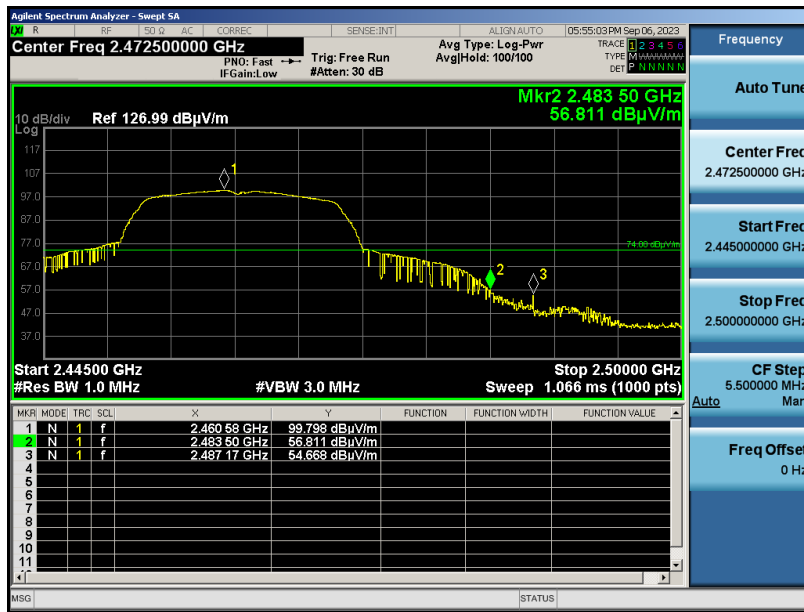 Agilent Spectrum Analyzer - Swept SA
LXI R RF 50 Ω AC CORREC SENSE:INT ALIGN AUTO 05:55:03 PM Sep 06, 2023
Center Freq 2.472500000 GHz
PNO: Fast
IFGain:Low
Trig: Free Run
#Atten: 30 dB
Avg Type: Log-Pwr
Avg|Hold: 100/100
TRACE 1 2 3 4 5 6
TYPE M
DET P N N N N N
Mkr2 2.483 50 GHz
56.811 dBµV/m
10 dB/div Ref 126.99 dBµV/m
Log
117
107
97.0
87.0
77.0
67.0
57.0
47.0
37.0
1
74.00 dBµV/m
2
3
Start 2.44500 GHz
Stop 2.50000 GHz
#Res BW 1.0 MHz
#VBW 3.0 MHz
Sweep 1.066 ms (1000 pts)
MKR MODE TRC SCL X Y FUNCTION FUNCTION WIDTH FUNCTION VALUE
1 N 1 f 2.460 58 GHz 99.798 dBµV/m
2 N 1 f 2.483 50 GHz 56.811 dBµV/m
3 N 1 f 2.487 17 GHz 54.668 dBµV/m
4
5
6
7
8
9
10
11
MSG
STATUS
Frequency
Auto Tune
Center Freq
2.472500000 GHz
Start Freq
2.445000000 GHz
Stop Freq
2.500000000 GHz
CF Step
5.500000 MHz
Auto Man
Freq Offset
0 Hz